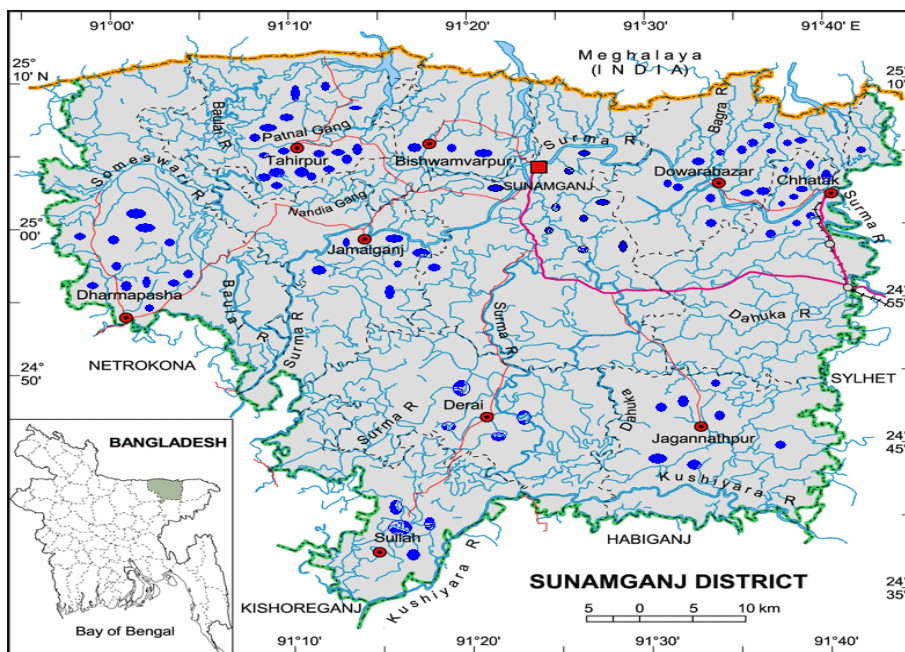 91°00'
91°10'
91°20'
91°30'
91°40' E
25°
10' N
25°
10'
Meghalaya
(I N D I A)
Baulai R
Patnai Gang
Tahirpur
Bishwamvarpur
Surma R
Bagra R
SUNAMGANJ
Dowarabazar
Chhatak
Surma R
Someswari R
Nandia Gang
Jamalganj
25°
00'
Dharmapasha
Baulai R
Surma R
Surma R
24°
55'
Dahuka R
NETROKONA
24°
50'
SYLHET
Derai
Surma R
Dahuka
Jagannathpur
24°
45'
BANGLADESH
Kushiyara R
HABIGANJ
Sullah
Kushiyara R
KISHOREGANJ
SUNAMGANJ DISTRICT
5 0 5 10 km
24°
35'
Bay of Bengal
91°10'
91°20'
91°30'
91°40'